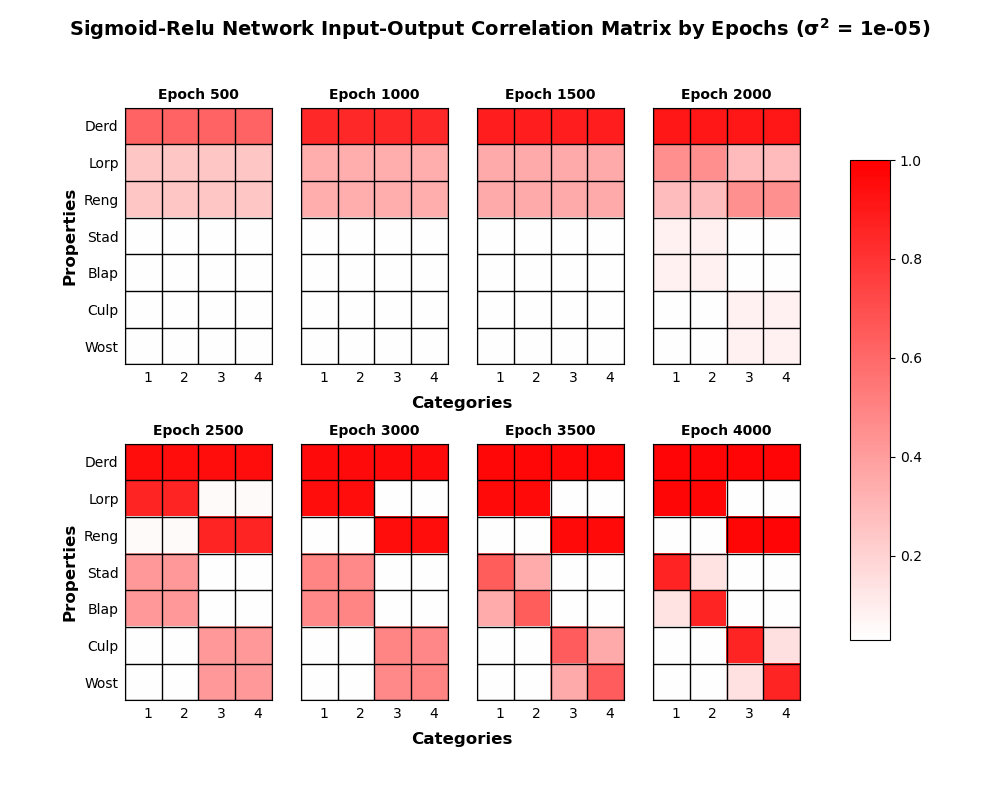 Sigmoid-Relu Network Input-Output Correlation Matrix by Epochs (σ² = 1e-05)
Epoch 500 Epoch 1000 Epoch 1500 Epoch 2000
Properties
Derd
Lorp
Reng
Stad
Blap
Culp
Wost
1 2 3 4 1 2 3 4 1 2 3 4 1 2 3 4
Categories
Epoch 2500 Epoch 3000 Epoch 3500 Epoch 4000
Properties
Derd
Lorp
Reng
Stad
Blap
Culp
Wost
1 2 3 4 1 2 3 4 1 2 3 4 1 2 3 4
Categories
1.0
0.8
0.6
0.4
0.2